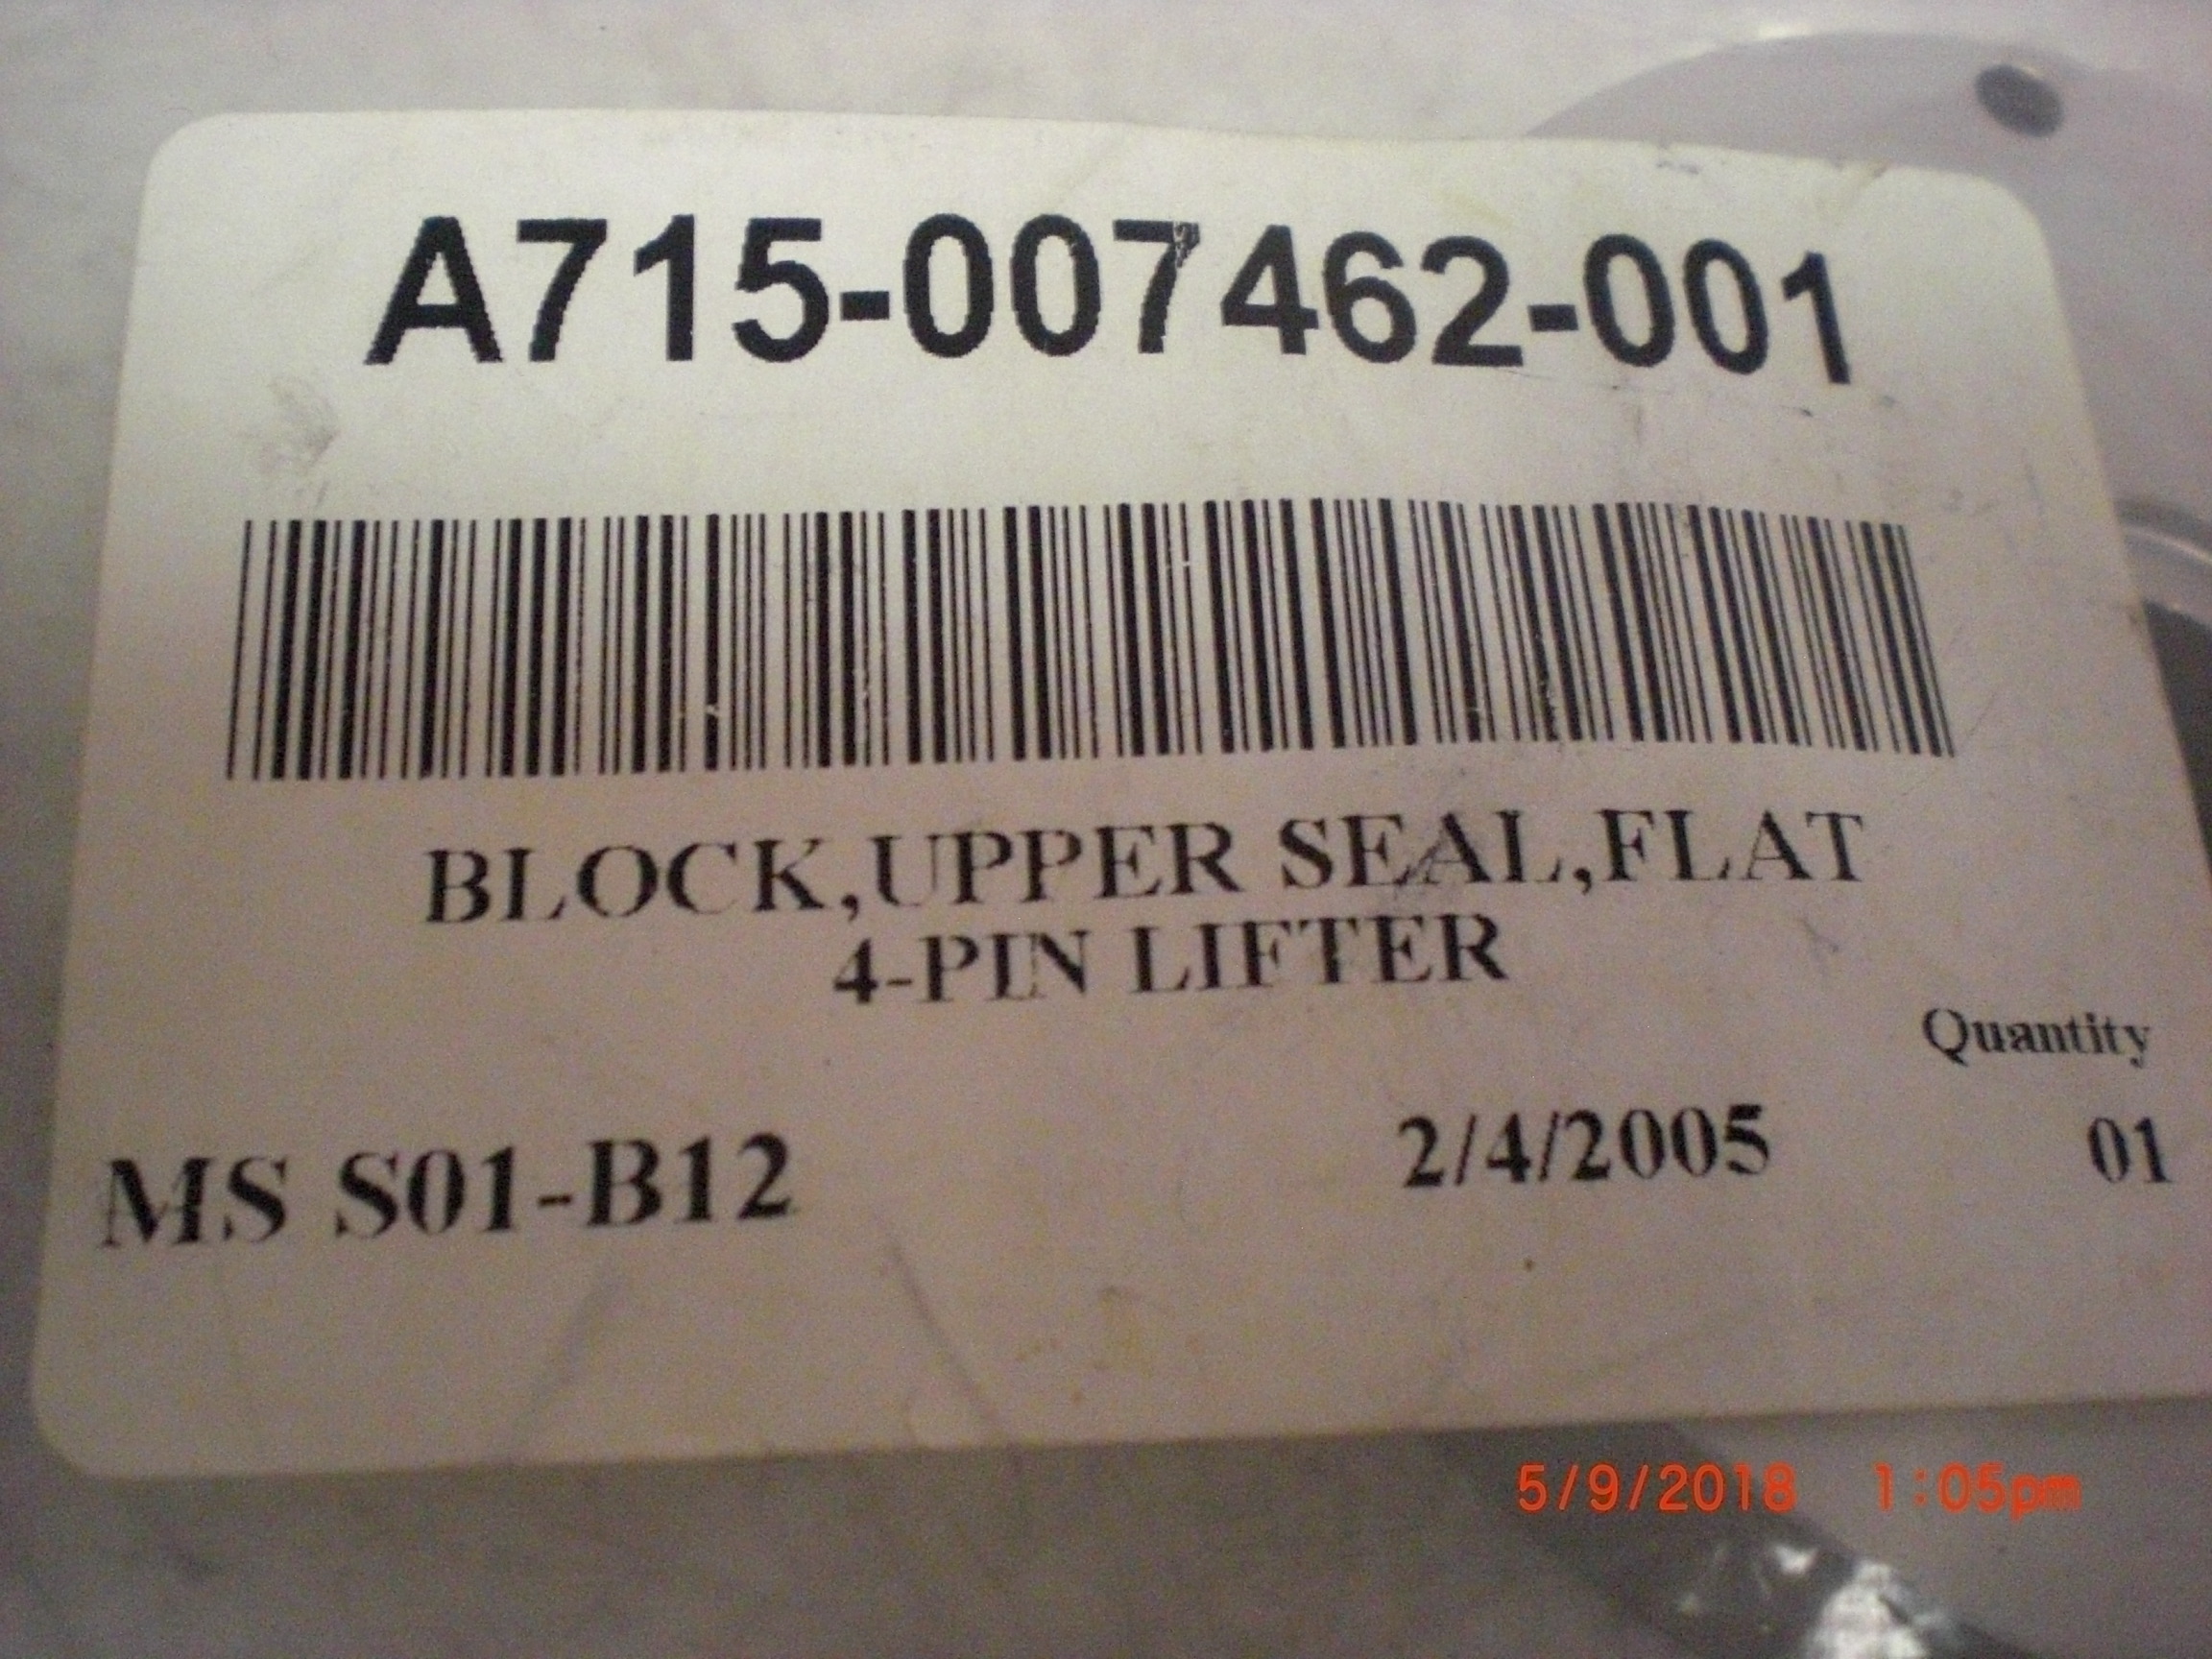 A715-007462-001
BLOCK,UPPER SEAL,FLAT
4-PIN LIFTER
Quantity
MS S01-B12 2/4/2005 01
5/9/2018 1:05pm